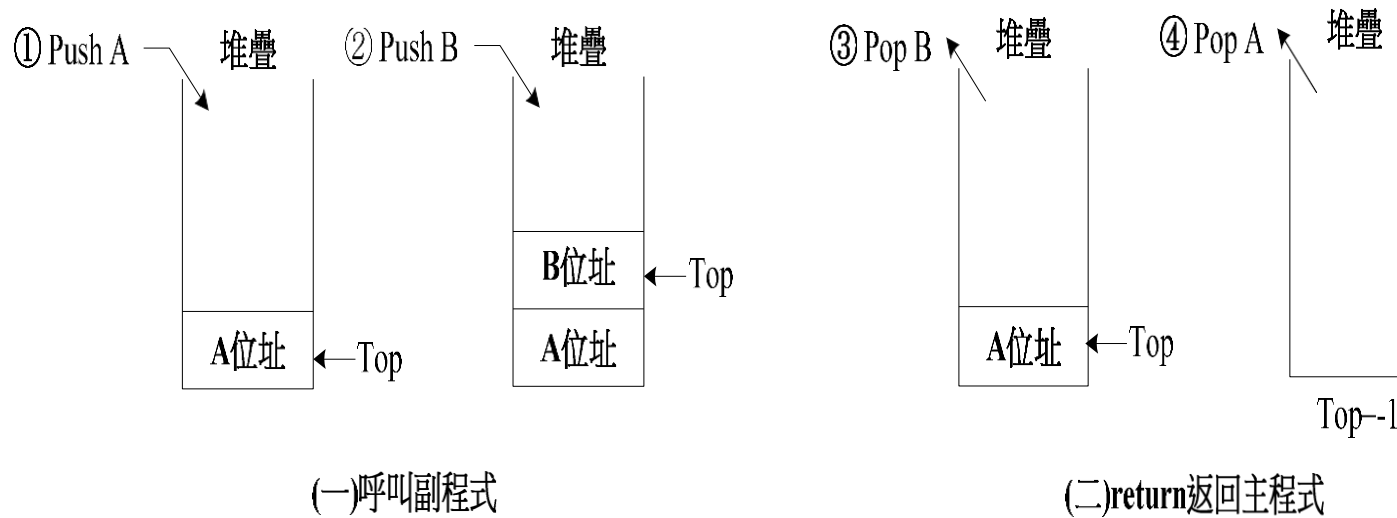 ① Push A
堆疊
② Push B
堆疊
③ Pop B
堆疊
④ Pop A
堆疊
B位址
Top
A位址
Top
A位址
A位址
Top
Top--1
(一)呼叫副程式
(二)return返回主程式